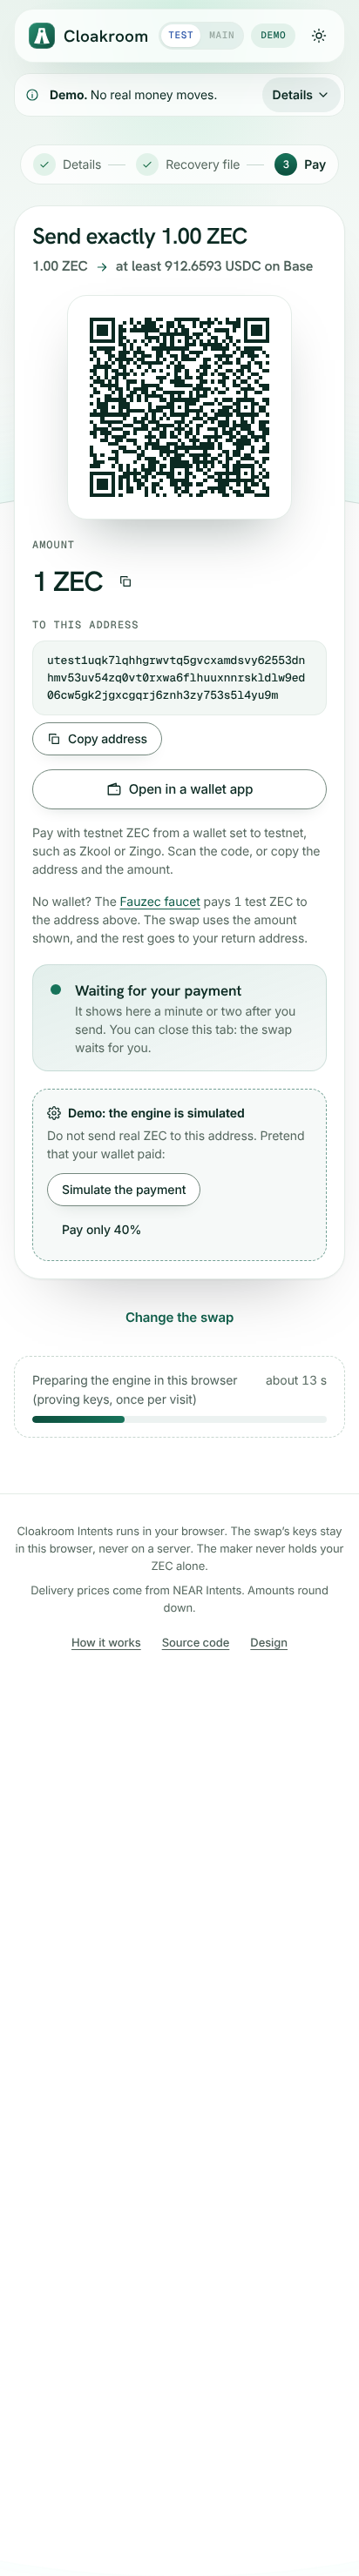 Cloakroom TEST MAIN DEMO
Demo. No real money moves. Details
Details Recovery file 3 Pay
Send exactly 1.00 ZEC
1.00 ZEC → at least 912.6593 USDC on Base
AMOUNT
1 ZEC
TO THIS ADDRESS
utest1uqk7lqhhgrwvtq5gvcxamdsvy62553dn
hmv53uv54zq0vt0rxwa6flhuuxnnrskldlw9ed
06cw5gk2jgxcgqrj6znh3zy753s5l4yu9m
Copy address
Open in a wallet app
Pay with testnet ZEC from a wallet set to testnet,
such as Zkool or Zingo. Scan the code, or copy the
address and the amount.
No wallet? The Fauzec faucet pays 1 test ZEC to
the address above. The swap uses the amount
shown, and the rest goes to your return address.
Waiting for your payment
It shows here a minute or two after you
send. You can close this tab: the swap
waits for you.
Demo: the engine is simulated
Do not send real ZEC to this address. Pretend
that your wallet paid:
Simulate the payment
Pay only 40%
Change the swap
Preparing the engine in this browser about 13 s
(proving keys, once per visit)
Cloakroom Intents runs in your browser. The swap's keys stay
in this browser, never on a server. The maker never holds your
ZEC alone.
Delivery prices come from NEAR Intents. Amounts round
down.
How it works Source code Design